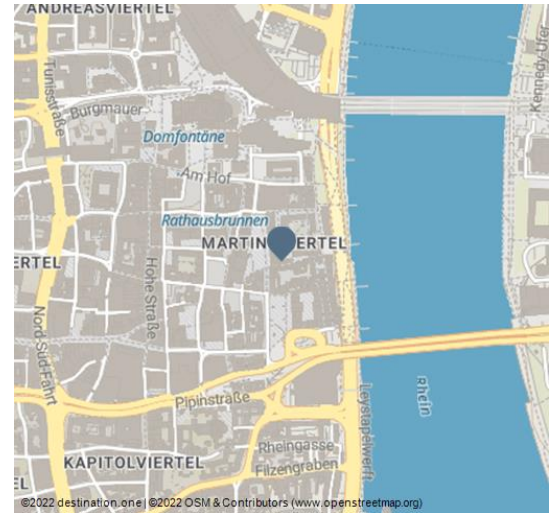 ANDREASVIERTEL
Tunisstraße
Burgmauer
Kennedy-Ufer
Domfontäne
Am Hof
Rathausbrunnen
MARTIN ERTEL
ERTEL
Hohe Straße
Nord-Süd-Fahrt
Pipinstraße
Leystapelwerft
Rhein
Rheingasse
KAPITOLVIERTEL
Filzengraben
EL
©2022 destination.one | ©2022 OSM & Contributors (www.openstreetmap.org)